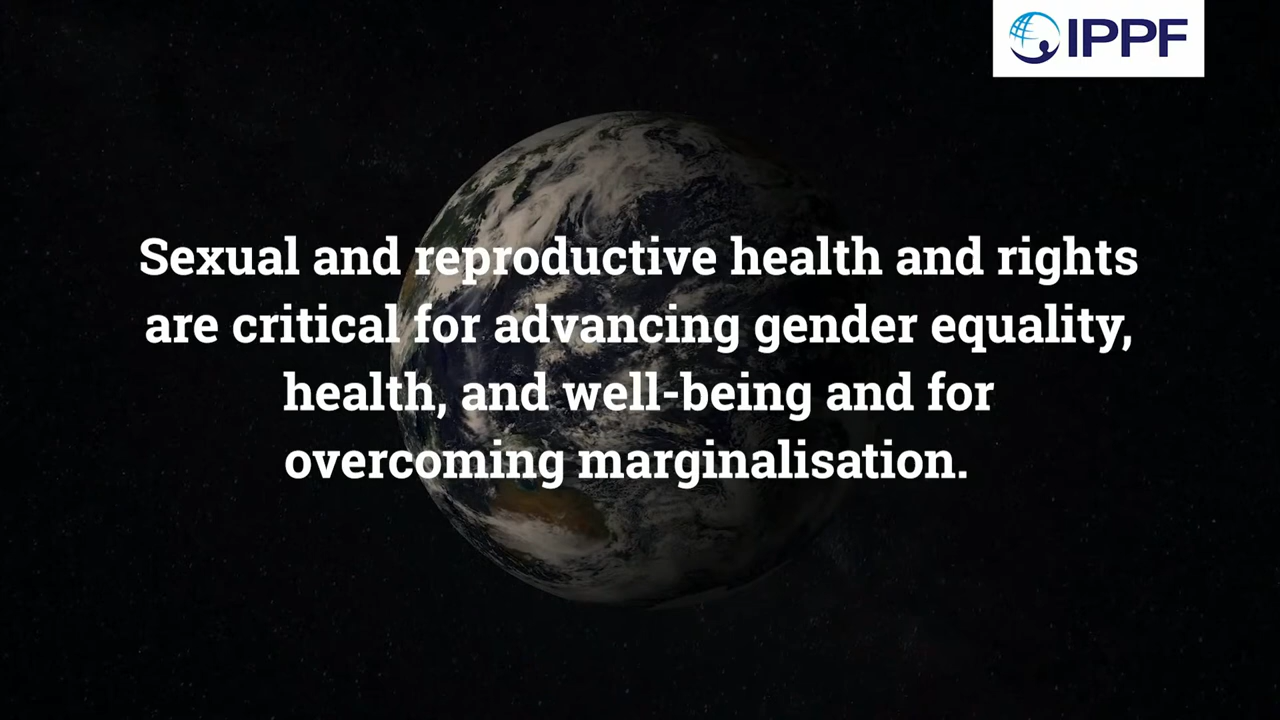 IPPF
Sexual and reproductive health and rights
are critical for advancing gender equality,
health, and well-being and for
overcoming marginalisation.